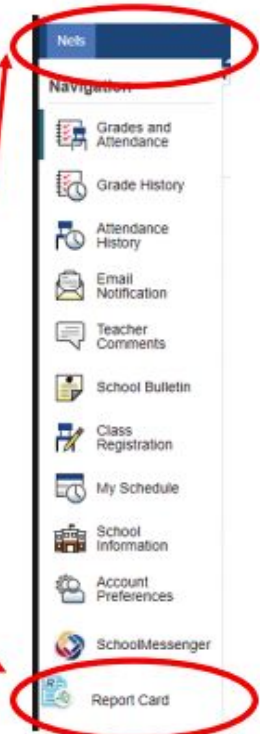 Nels
Navigation
Grades and
Attendance
Grade History
Attendance
History
Email
Notification
Teacher
Comments
School Bulletin
Class
Registration
My Schedule
School
Information
Account
Preferences
SchoolMessenger
Report Card